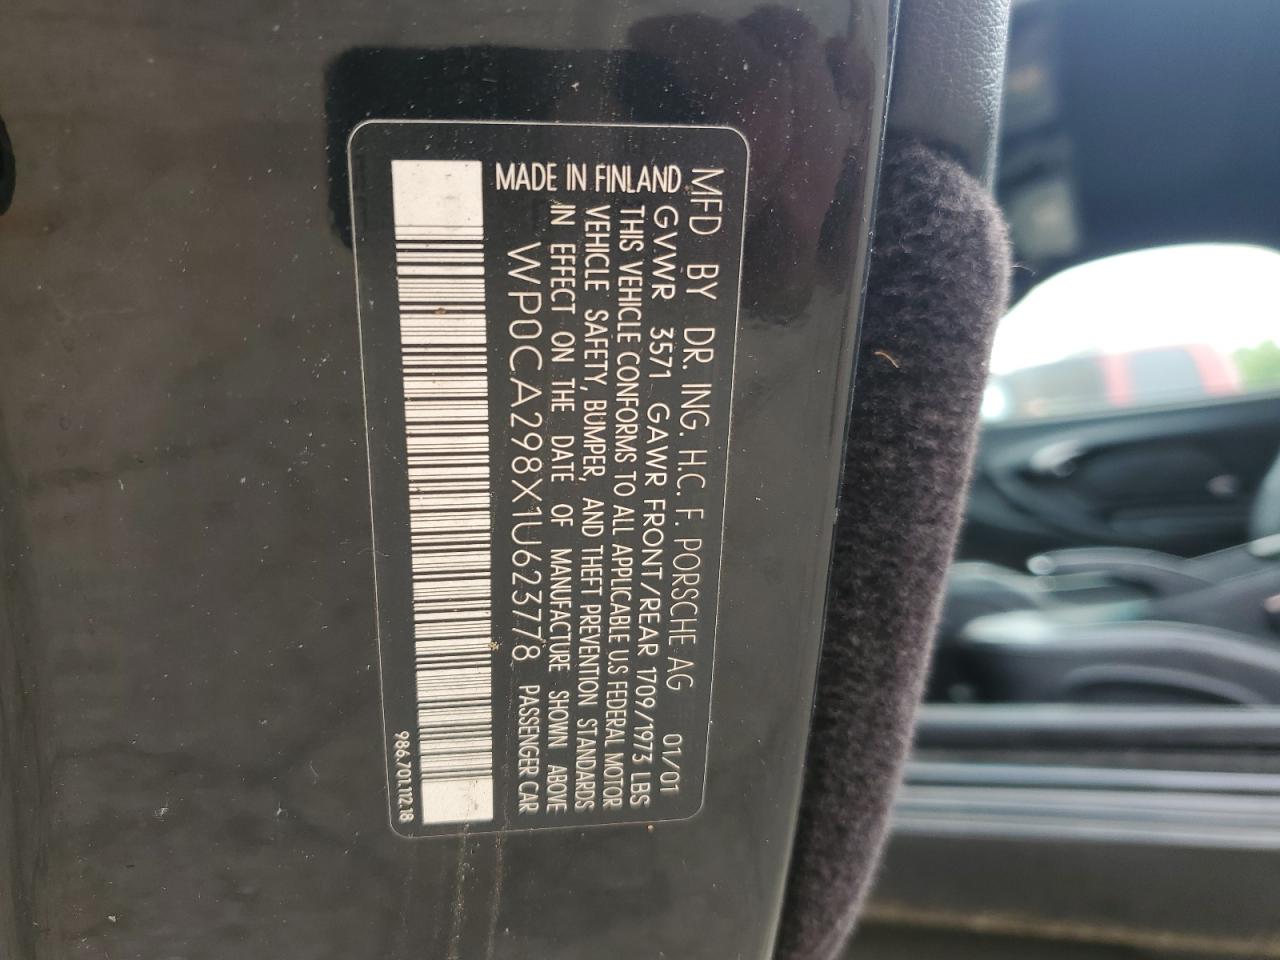 MFD BY DR. ING. H.C. F. PORSCHE AG 01/01
GVWR 3571 GAWR FRONT/REAR 1709/1973 LBS
THIS VEHICLE CONFORMS TO ALL APPLICABLE U.S FEDERAL MOTOR
VEHICLE SAFETY, BUMPER, AND THEFT PREVENTION STANDARDS
IN EFFECT ON THE DATE OF MANUFACTURE SHOWN ABOVE
MADE IN FINLAND
WP0CA298X1U623778 PASSENGER CAR
986.701.112.18